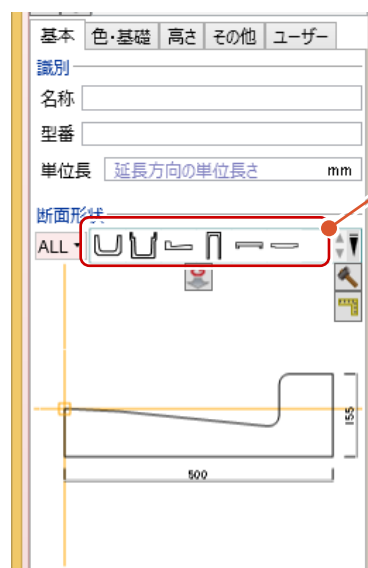 基本 色・基礎 高さ その他 ユーザー
識別
名称
型番
単位長 延長方向の単位長さ mm
断面形状
ALL
G
155
500